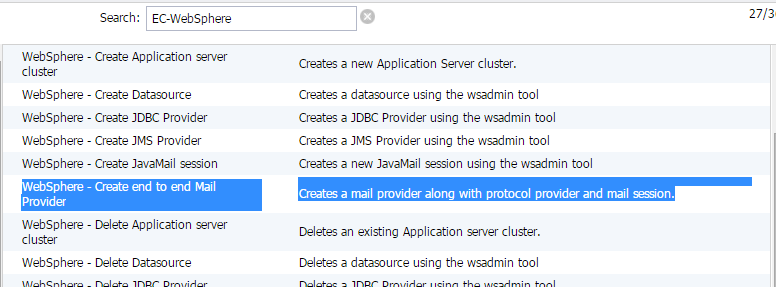 Search: EC-WebSphere
27/3
WebSphere - Create Application server
cluster
Creates a new Application Server cluster.
WebSphere - Create Datasource
Creates a datasource using the wsadmin tool
WebSphere - Create JDBC Provider
Creates a JDBC Provider using the wsadmin tool
WebSphere - Create JMS Provider
Creates a JMS Provider using the wsadmin tool
WebSphere - Create JavaMail session
Creates a new JavaMail session using the wsadmin tool
WebSphere - Create end to end Mail
Provider
Creates a mail provider along with protocol provider and mail session.
WebSphere - Delete Application server
cluster
Deletes an existing Application server cluster.
WebSphere - Delete Datasource
Deletes a datasource using the wsadmin tool
WebSphere - Delete JDBC Provider
Deletes a JDBC Provider using the wsadmin tool